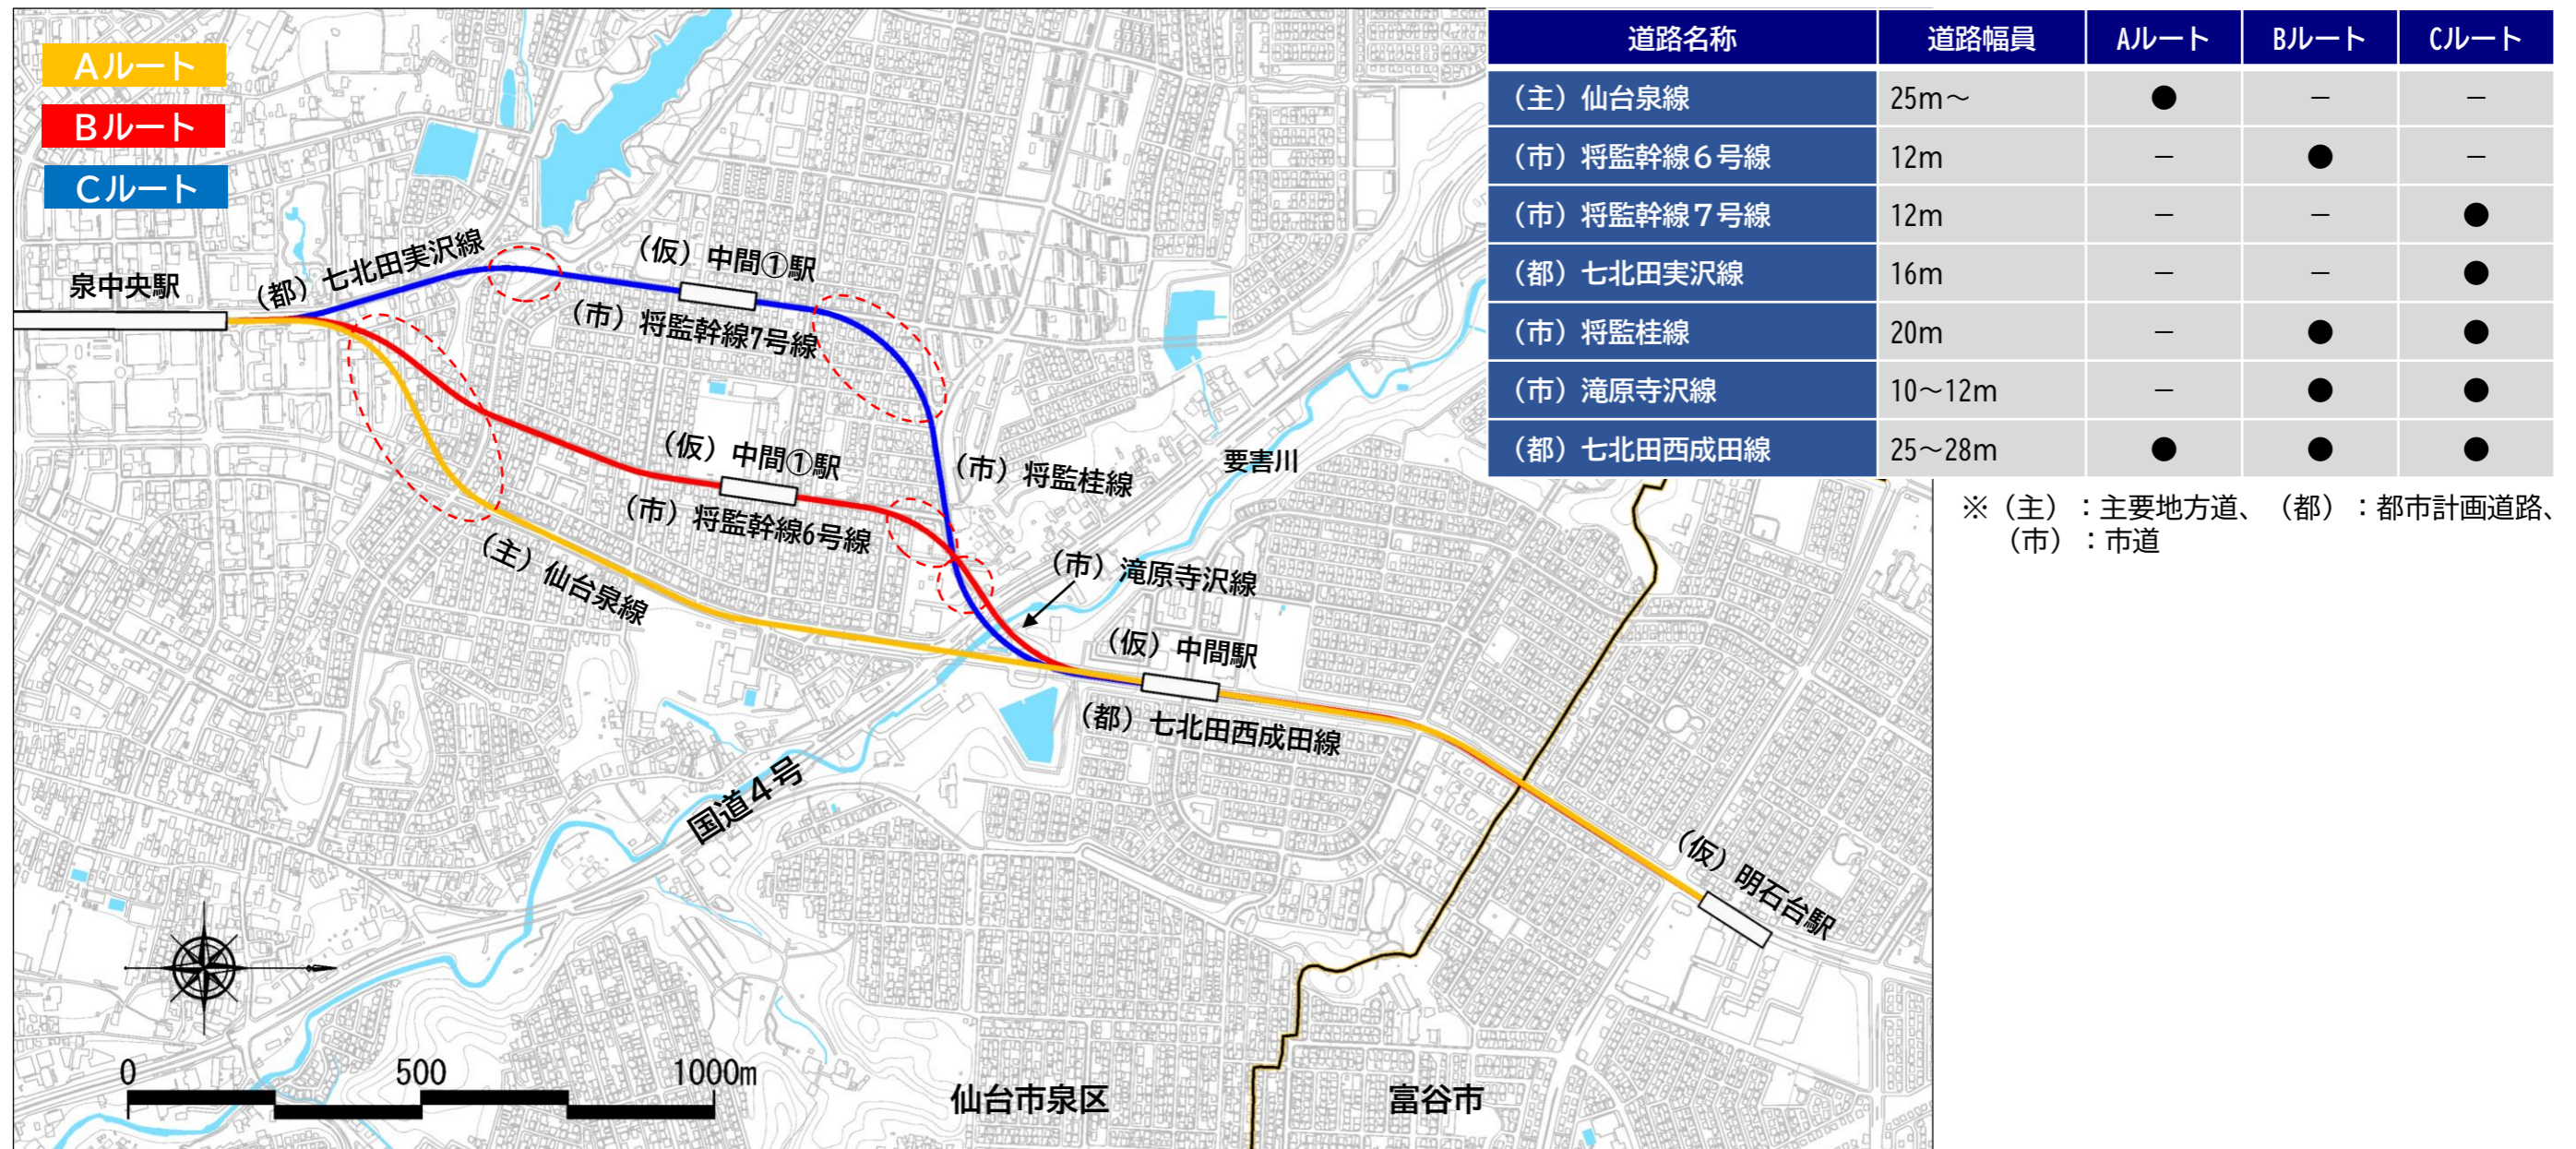 Aルート
Bルート
Cルート
泉中央駅
（都）七北田実沢線
（仮）中間①駅
（市）将監幹線7号線
（仮）中間①駅
（市）将監幹線6号線
（市）将監桂線
要害川
（主）仙台泉線
（市）滝原寺沢線
（仮）中間駅
（都）七北田西成田線
国道4号
（仮）明石台駅
0 500 1000m
仙台市泉区
富谷市
道路名称 道路幅員 Aルート Bルート Cルート
（主）仙台泉線 25m～ ● － －
（市）将監幹線６号線 12m － ● －
（市）将監幹線７号線 12m － － ●
（都）七北田実沢線 16m － － ●
（市）将監桂線 20m － ● ●
（市）滝原寺沢線 10～12m － ● ●
（都）七北田西成田線 25～28m ● ● ●
※（主）：主要地方道、（都）：都市計画道路、
（市）：市道